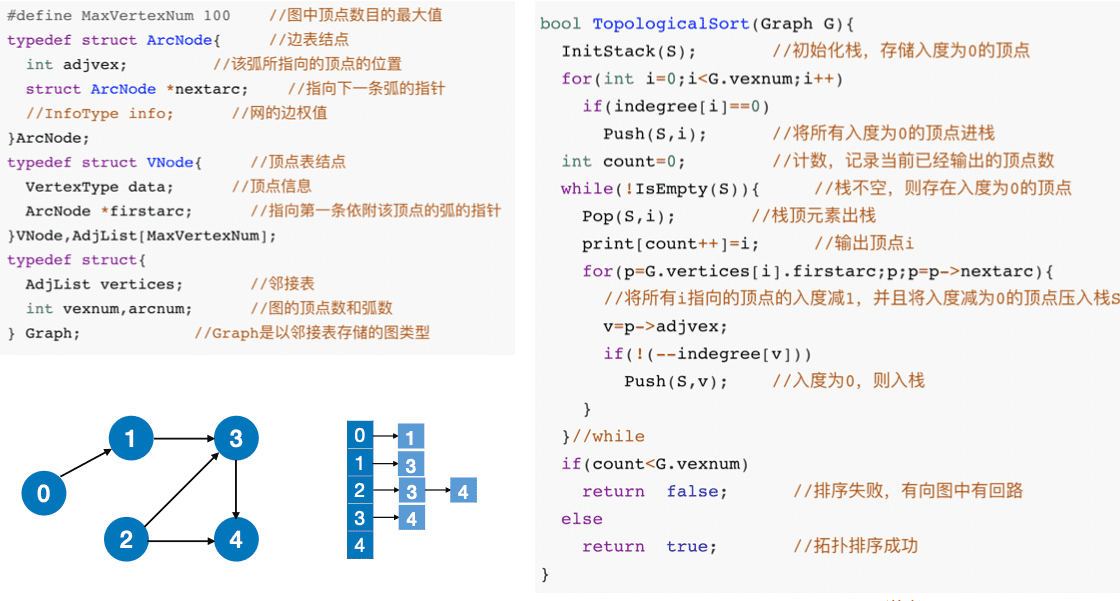 #define MaxVertexNum 100 //图中顶点数目的最大值
typedef struct ArcNode{ //边表结点
int adjvex; //该弧所指向的顶点的位置
struct ArcNode *nextarc; //指向下一条弧的指针
//InfoType info; //网的边权值
}ArcNode;
typedef struct VNode{ //顶点表结点
VertexType data; //顶点信息
ArcNode *firstarc; //指向第一条依附该顶点的弧的指针
}VNode,AdjList[MaxVertexNum];
typedef struct{
AdjList vertices; //邻接表
int vexnum,arcnum; //图的顶点数和弧数
} Graph; //Graph是以邻接表存储的图类型
bool TopologicalSort(Graph G){
InitStack(S); //初始化栈，存储入度为0的顶点
for(int i=0;i<G.vexnum;i++)
if(indegree[i]==0)
Push(S,i); //将所有入度为0的顶点进栈
int count=0; //计数，记录当前已经输出的顶点数
while(!IsEmpty(S)){ //栈不空，则存在入度为0的顶点
Pop(S,i); //栈顶元素出栈
print[count++]=i; //输出顶点i
for(p=G.vertices[i].firstarc;p;p=p->nextarc){
//将所有i指向的顶点的入度减1，并且将入度减为0的顶点压入栈S
v=p->adjvex;
if(!(--indegree[v]))
Push(S,v); //入度为0，则入栈
}
}//while
if(count<G.vexnum)
return false; //排序失败，有向图中有回路
else
return true; //拓扑排序成功
}
1 3
0
2 4
0 1
1 3
2 3 4
3 4
4